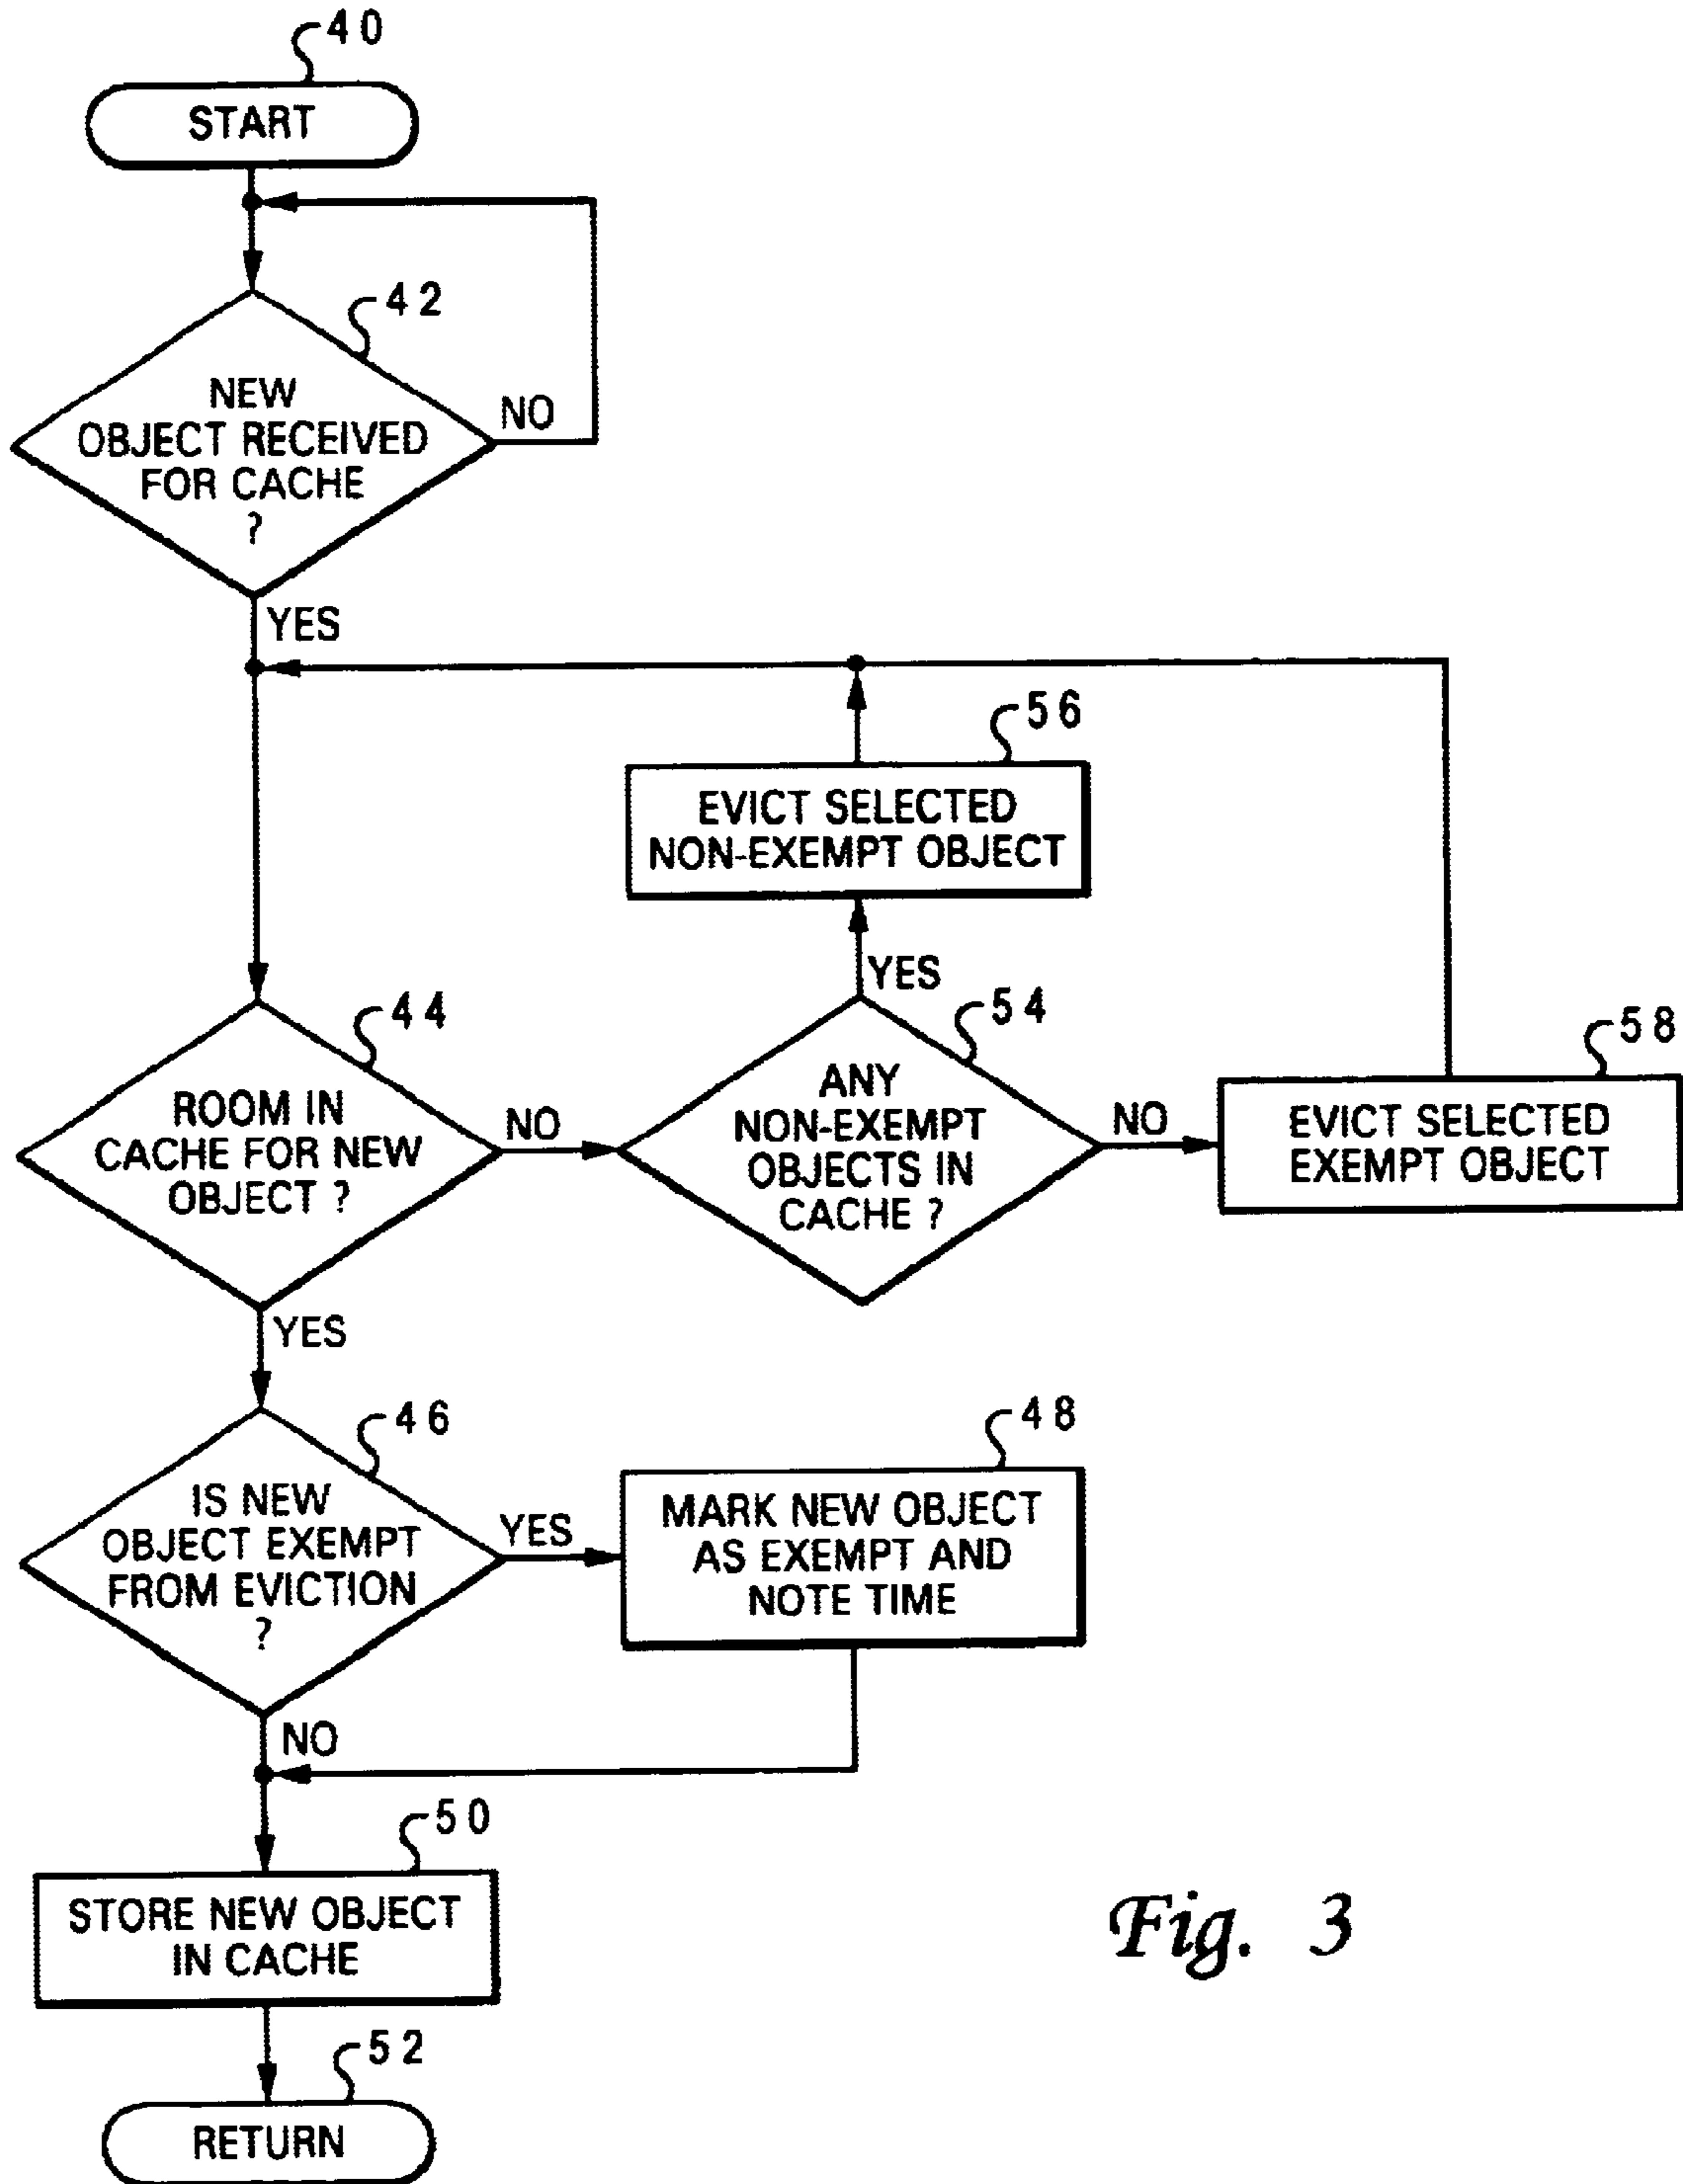 40
START
42
NEW
OBJECT RECEIVED
FOR CACHE
?
NO
YES
56
EVICT SELECTED
NON-EXEMPT OBJECT
YES
44
ROOM IN
CACHE FOR NEW
OBJECT ?
NO
54
ANY
NON-EXEMPT
OBJECTS IN
CACHE ?
NO
58
EVICT SELECTED
EXEMPT OBJECT
YES
46
IS NEW
OBJECT EXEMPT
FROM EVICTION
?
YES
48
MARK NEW OBJECT
AS EXEMPT AND
NOTE TIME
NO
50
STORE NEW OBJECT
IN CACHE
52
RETURN
Fig. 3